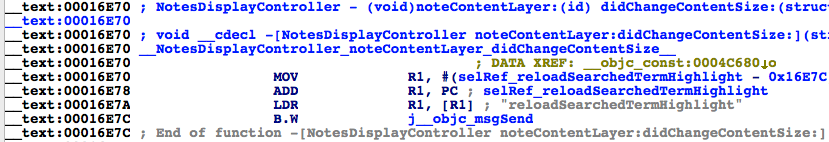 __text:00016E70 ; NotesDisplayController - (void)noteContentLayer:(id) didChangeContentSize:(struc
__text:00016E70
__text:00016E70 ; void __cdecl -[NotesDisplayController noteContentLayer:didChangeContentSize:](str
__text:00016E70 __NotesDisplayController_noteContentLayer_didChangeContentSize__
__text:00016E70 ; DATA XREF: __objc_const:0004C680↓o
__text:00016E70 MOV R1, #(selRef_reloadSearchedTermHighlight - 0x16E7C
__text:00016E78 ADD R1, PC ; selRef_reloadSearchedTermHighlight
__text:00016E7A LDR R1, [R1] ; "reloadSearchedTermHighlight"
__text:00016E7C B.W j__objc_msgSend
__text:00016E7C ; End of function -[NotesDisplayController noteContentLayer:didChangeContentSize:]